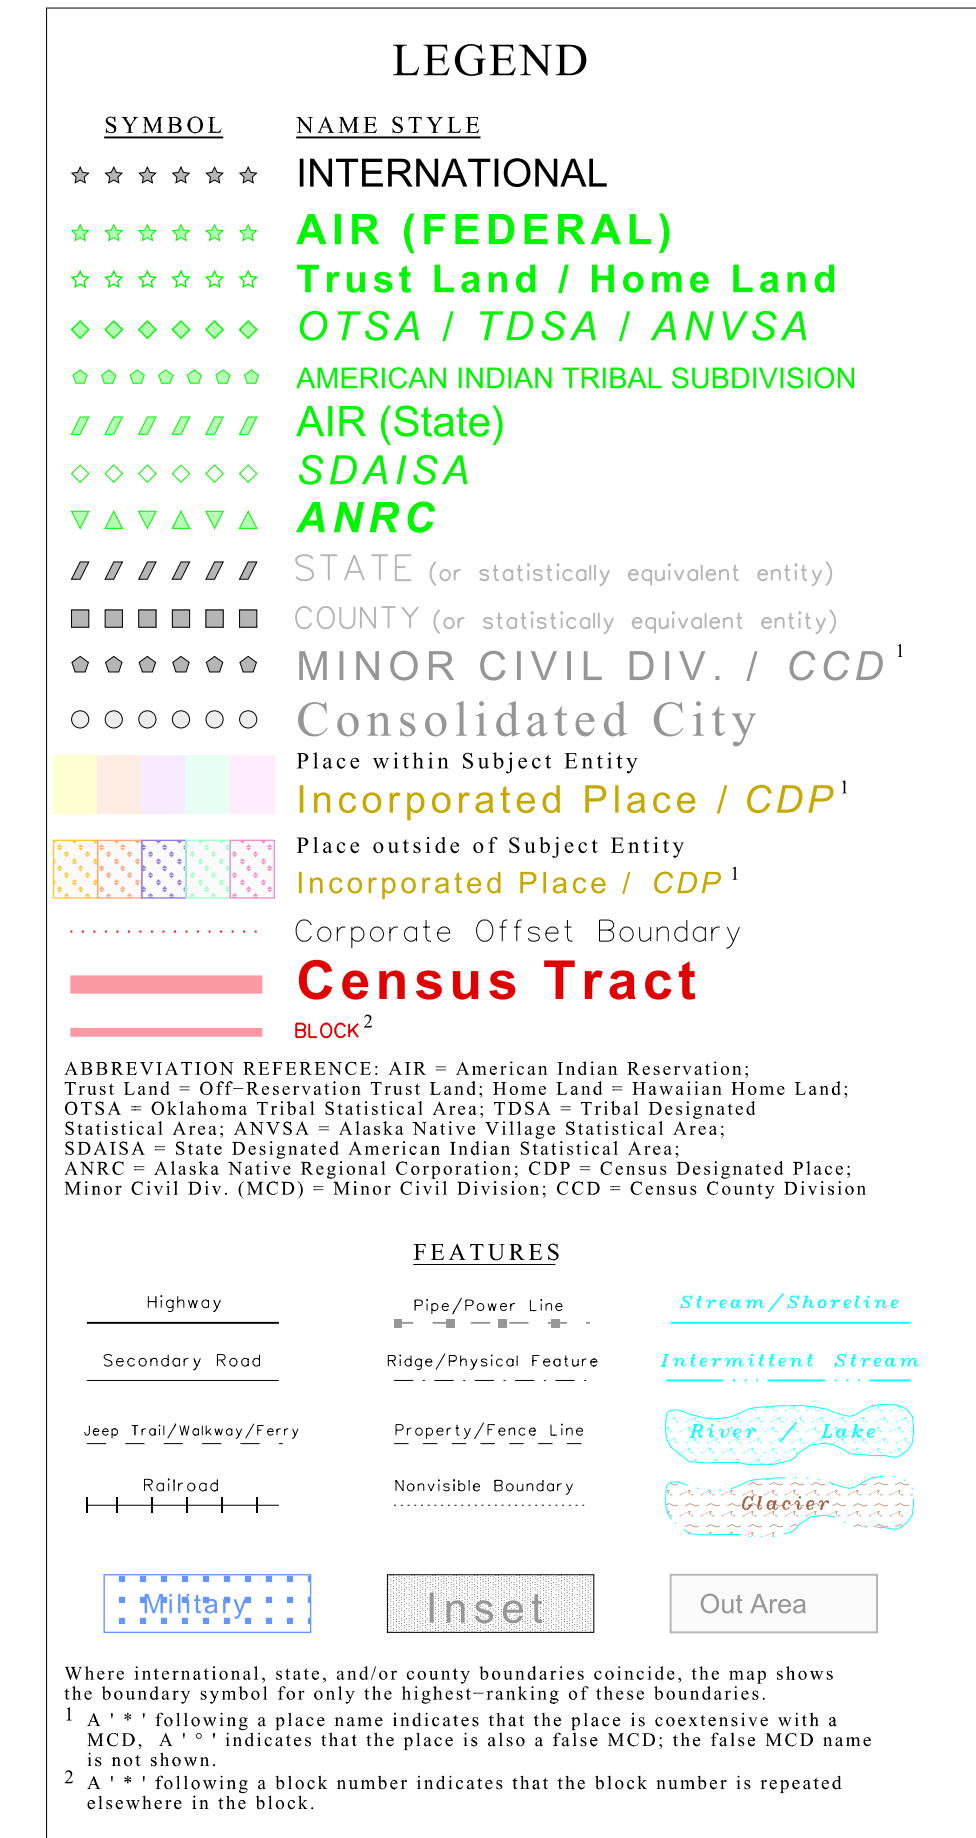 LEGEND
SYMBOL NAME STYLE
INTERNATIONAL
AIR (FEDERAL)
Trust Land / Home Land
OTSA / TDSA / ANVSA
AMERICAN INDIAN TRIBAL SUBDIVISION
AIR (State)
SDAISA
ANRC
STATE (or statistically equivalent entity)
COUNTY (or statistically equivalent entity)
MINOR CIVIL DIV. / CCD 1
Consolidated City
Place within Subject Entity
Incorporated Place / CDP 1
Place outside of Subject Entity
Incorporated Place / CDP 1
Corporate Offset Boundary
Census Tract
BLOCK 2
ABBREVIATION REFERENCE: AIR = American Indian Reservation;
Trust Land = Off−Reservation Trust Land; Home Land = Hawaiian Home Land;
OTSA = Oklahoma Tribal Statistical Area; TDSA = Tribal Designated
Statistical Area; ANVSA = Alaska Native Village Statistical Area;
SDAISA = State Designated American Indian Statistical Area;
ANRC = Alaska Native Regional Corporation; CDP = Census Designated Place;
Minor Civil Div. (MCD) = Minor Civil Division; CCD = Census County Division
FEATURES
Highway
Secondary Road
Jeep Trail/Walkway/Ferry
Railroad
Pipe/Power Line
Ridge/Physical Feature
Property/Fence Line
Nonvisible Boundary
Stream/Shoreline
Intermittent Stream
River / Lake
Glacier
Military
Inset
Out Area
Where international, state, and/or county boundaries coincide, the map shows
the boundary symbol for only the highest−ranking of these boundaries.
1 A ' * ' following a place name indicates that the place is coextensive with a
MCD, A ' ° ' indicates that the place is also a false MCD; the false MCD name
is not shown.
2 A ' * ' following a block number indicates that the block number is repeated
elsewhere in the block.